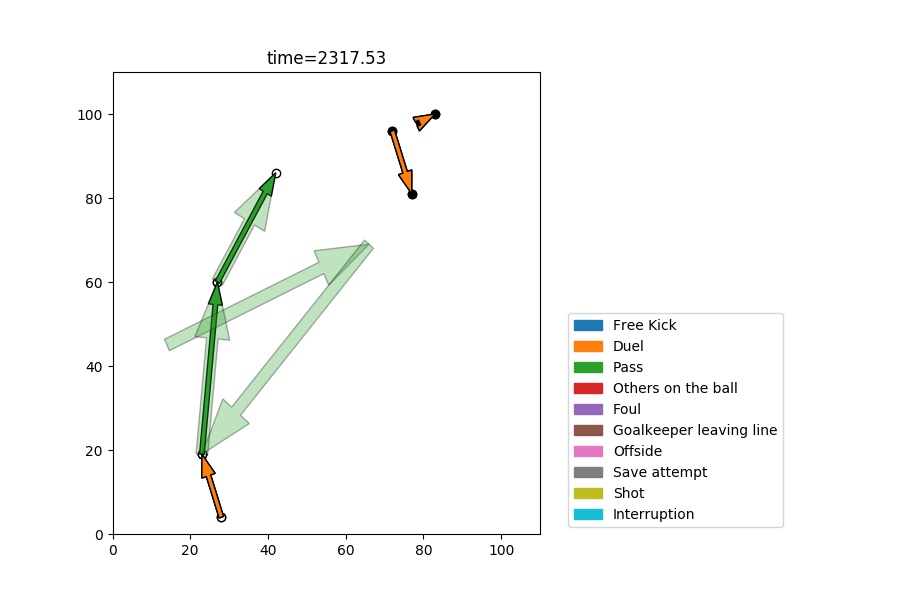 time=2317.53
100
80
60
40
20
0
0 20 40 60 80 100
Free Kick
Duel
Pass
Others on the ball
Foul
Goalkeeper leaving line
Offside
Save attempt
Shot
Interruption